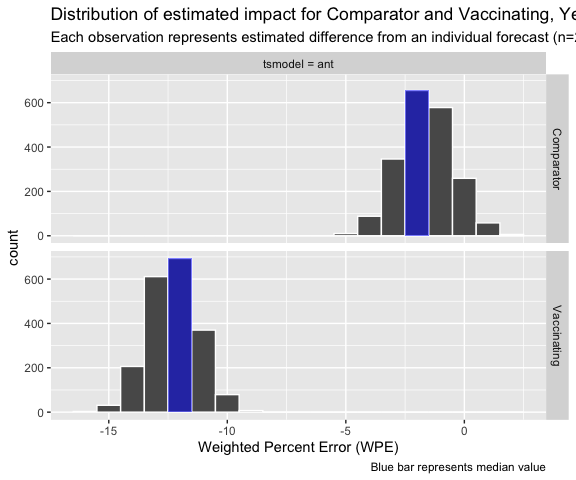 Distribution of estimated impact for Comparator and Vaccinating,
Each observation represents estimated difference from an individual forecast
tsmodel = ant
600
400
200
0
Comparator
count
600
400
200
0
Vaccinating
-15 -10 -5 0
Weighted Percent Error (WPE)
Blue bar represents median value